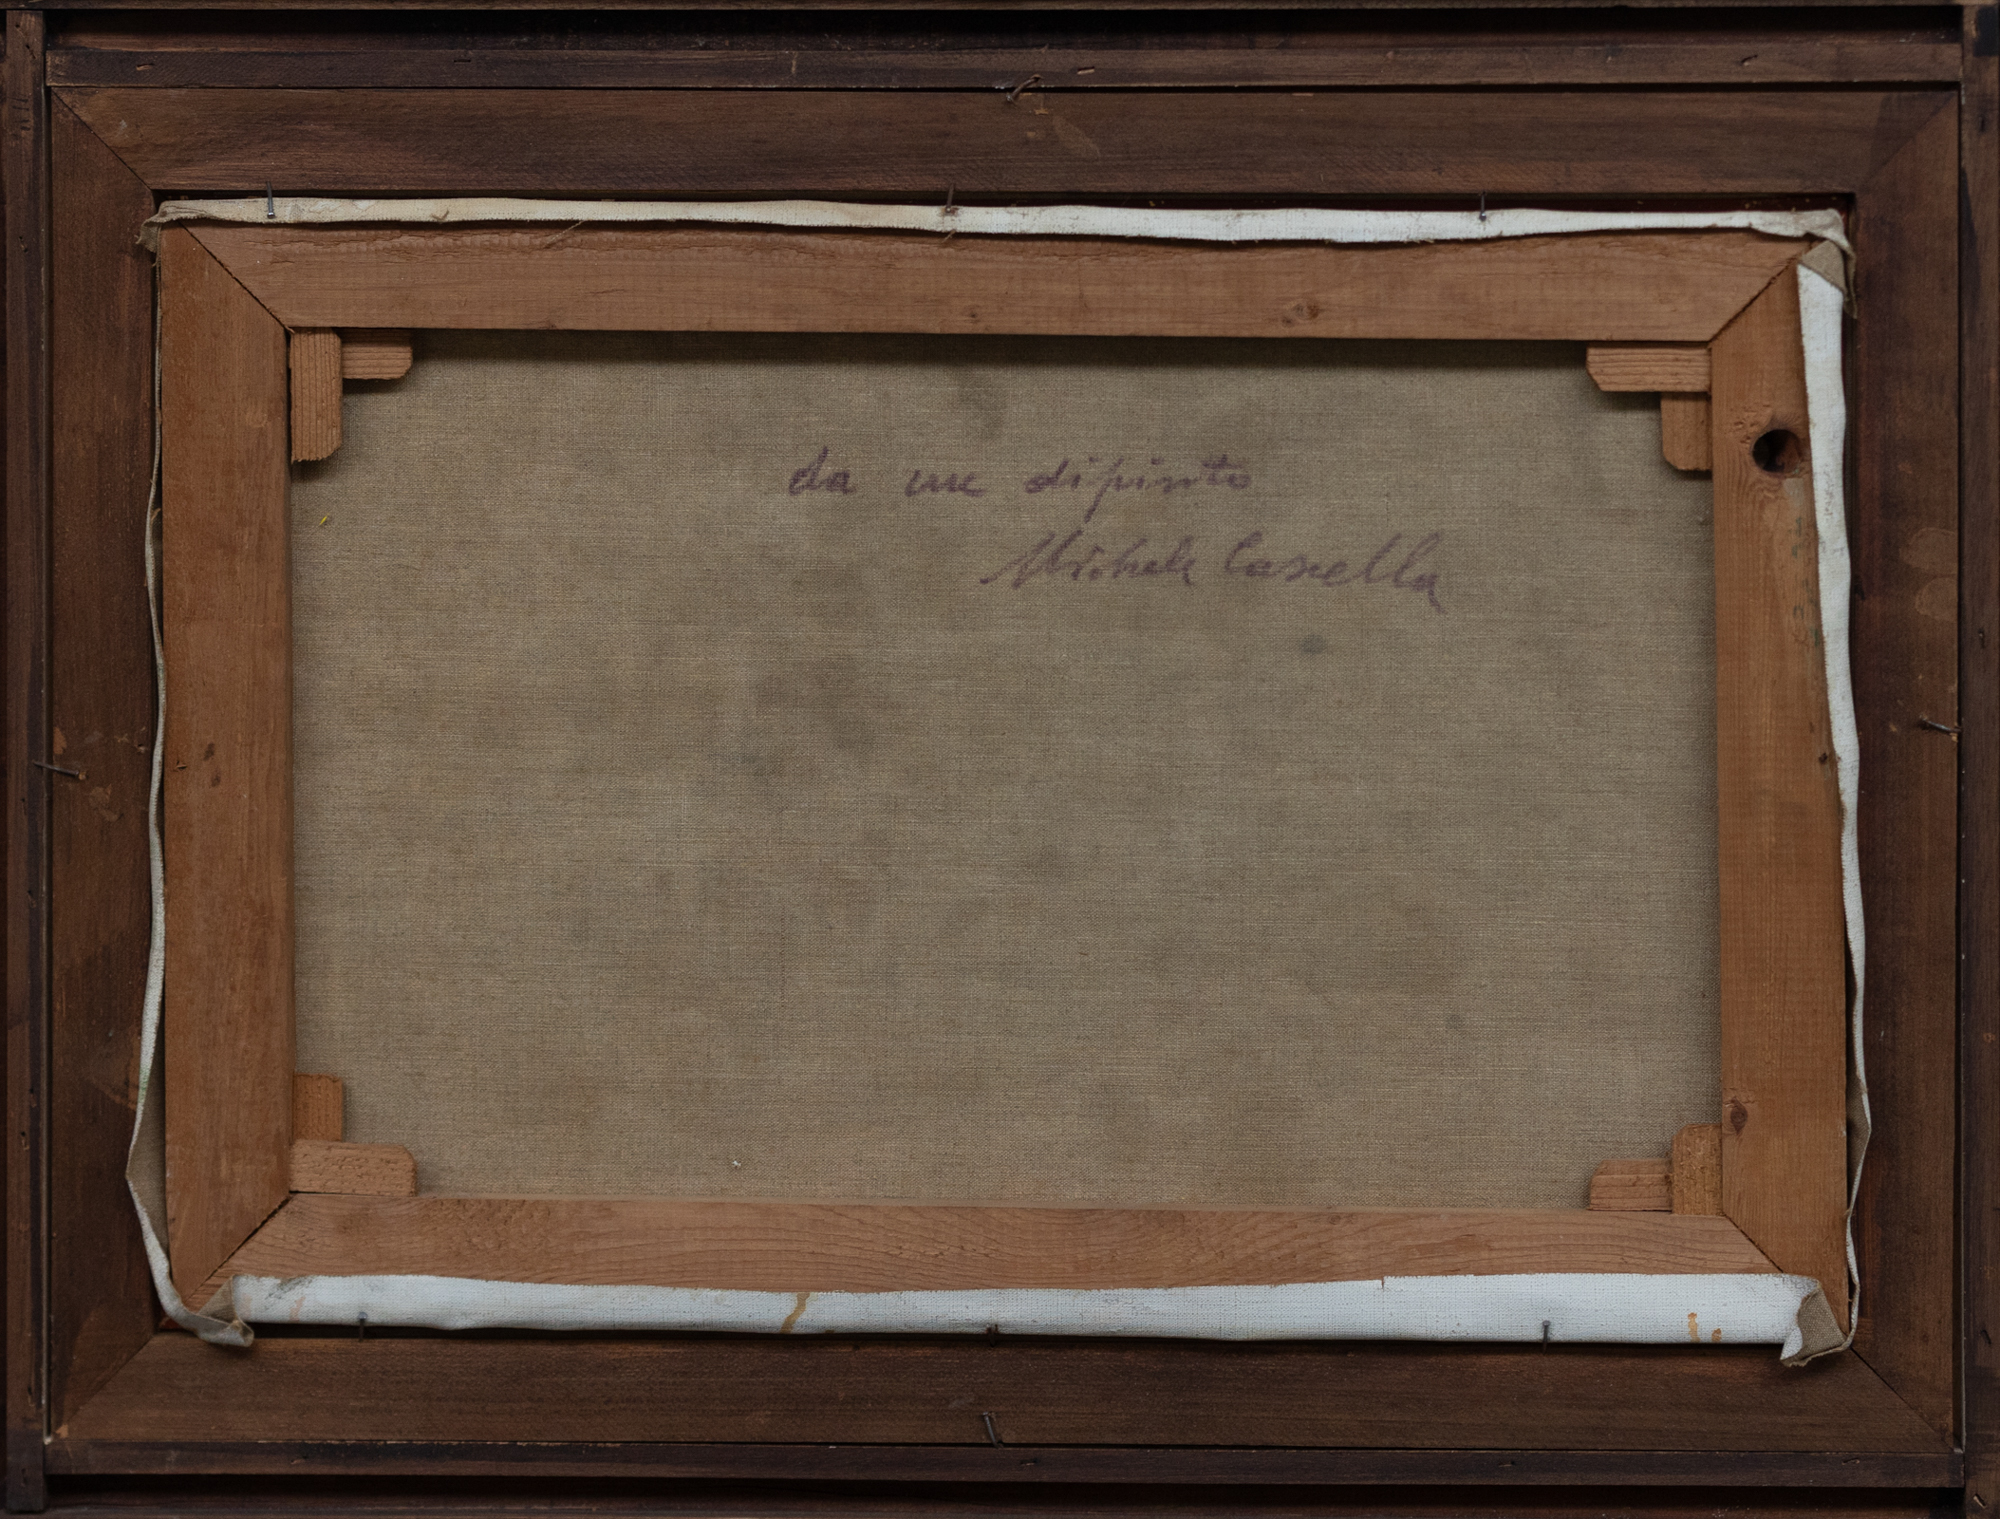 da un dipinto
Michele Cascella